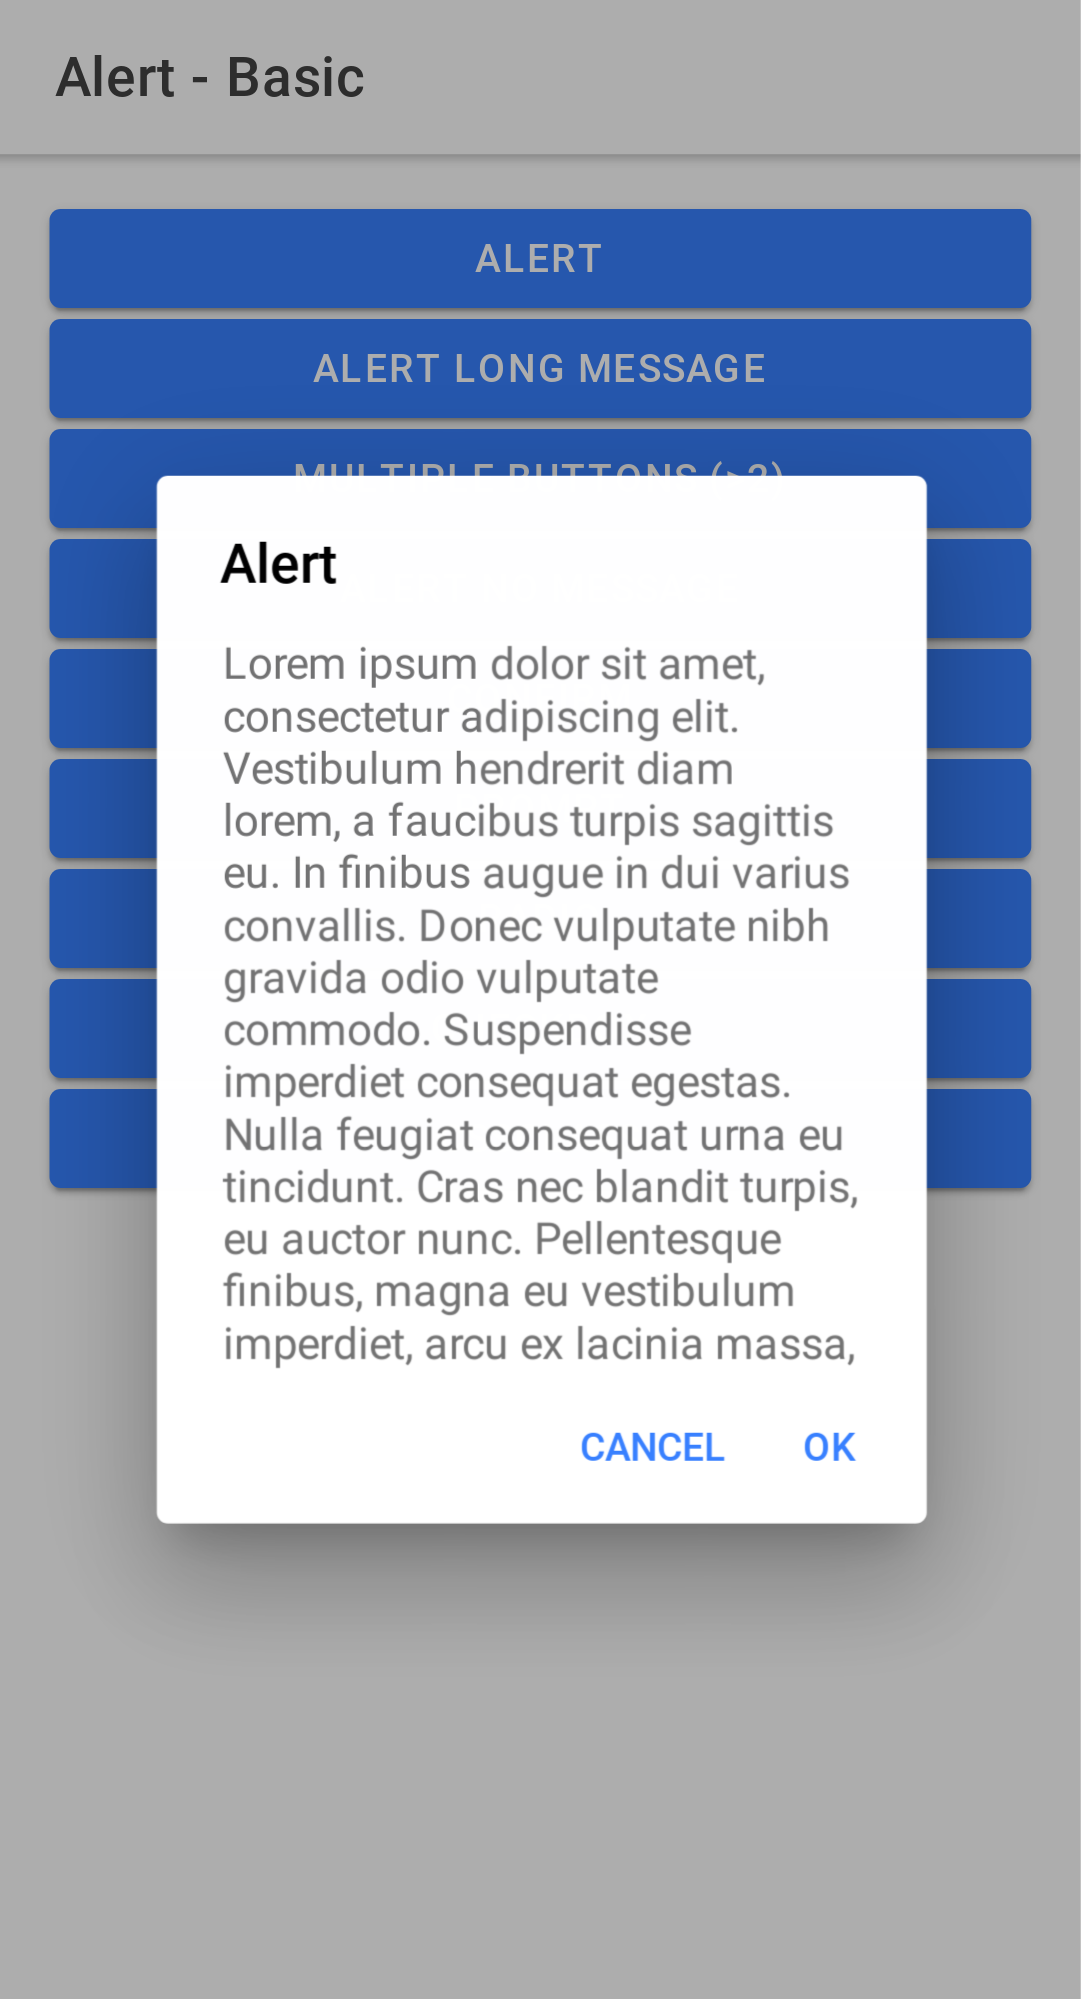 Alert - Basic
ALERT
ALERT LONG MESSAGE
MULTIPLE BUTTONS (>2)
Alert
Lorem ipsum dolor sit amet,
consectetur adipiscing elit.
Vestibulum hendrerit diam
lorem, a faucibus turpis sagittis
eu. In finibus augue in dui varius
convallis. Donec vulputate nibh
gravida odio vulputate
commodo. Suspendisse
imperdiet consequat egestas.
Nulla feugiat consequat urna eu
tincidunt. Cras nec blandit turpis,
eu auctor nunc. Pellentesque
finibus, magna eu vestibulum
imperdiet, arcu ex lacinia massa,
CANCEL OK